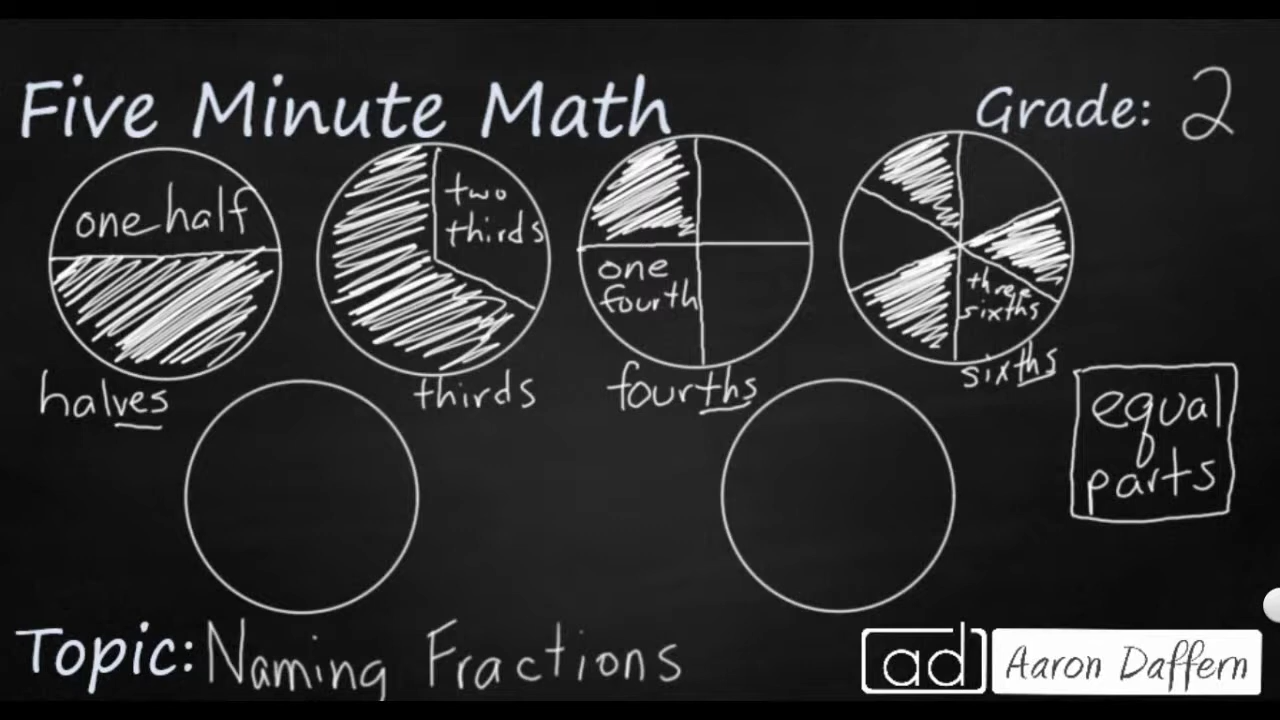 Five Minute Math
Grade: 2
one half
two
thirds
one
fourth
three
sixths
halves
thirds
fourths
sixths
equal
parts
Topic: Naming Fractions
ad
Aaron Daffern